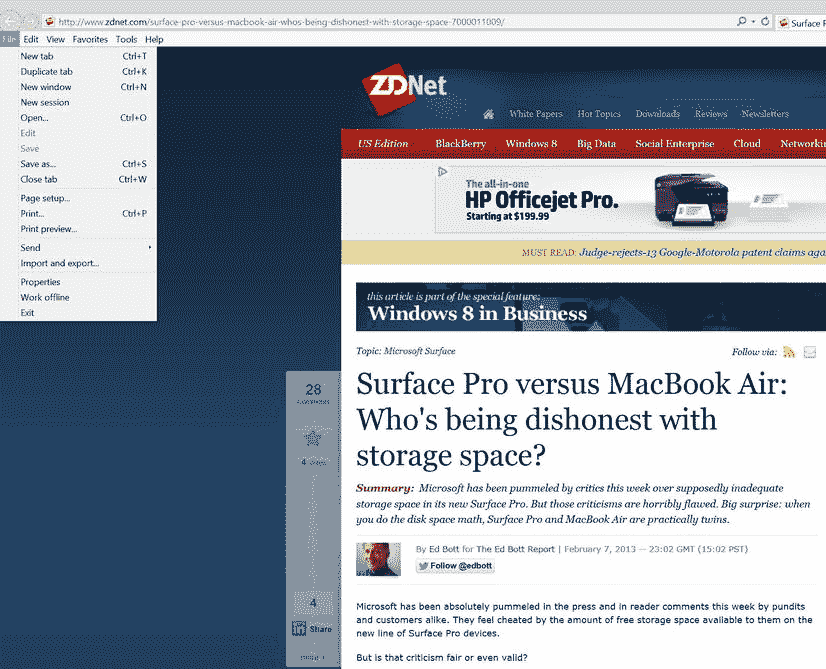 http://www.zdnet.com/surface-pro-versus-macbook-air-whos-being-dishonest-with-storage-space-7000011009/
Surface P
File Edit View Favorites Tools Help
New tab Ctrl+T
Duplicate tab Ctrl+K
New window Ctrl+N
New session
Open... Ctrl+O
Edit
Save
Save as... Ctrl+S
Close tab Ctrl+W
Page setup...
Print... Ctrl+P
Print preview...
Send
Import and export...
Properties
Work offline
Exit
ZDNet
White Papers Hot Topics Downloads Reviews Newsletters
US Edition BlackBerry Windows 8 Big Data Social Enterprise Cloud Networkin
The all-in-one
HP Officejet Pro.
Starting at $199.99
MUST READ: Judge-rejects-13 Google-Motorola patent claims aga
this article is part of the special feature:
Windows 8 in Business
Topic: Microsoft Surface
Follow via:
Surface Pro versus MacBook Air:
Who's being dishonest with
storage space?
Summary: Microsoft has been pummeled by critics this week over supposedly inadequate
storage space in its new Surface Pro. But those criticisms are horribly flawed. Big surprise: when
you do the disk space math, Surface Pro and MacBook Air are practically twins.
By Ed Bott for The Ed Bott Report | February 7, 2013 — 23:02 GMT (15:02 PST)
Follow @edbott
Microsoft has been absolutely pummeled in the press and in reader comments this week by pundits
and customers alike. They feel cheated by the amount of free storage space available to them on the
new line of Surface Pro devices.
But is that criticism fair or even valid?
28
4
4
Share